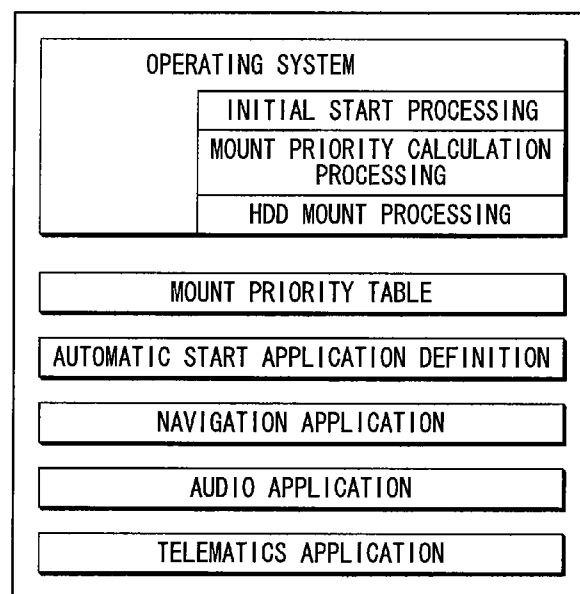 OPERATING SYSTEM
INITIAL START PROCESSING
MOUNT PRIORITY CALCULATION
PROCESSING
HDD MOUNT PROCESSING
MOUNT PRIORITY TABLE
AUTOMATIC START APPLICATION DEFINITION
NAVIGATION APPLICATION
AUDIO APPLICATION
TELEMATICS APPLICATION